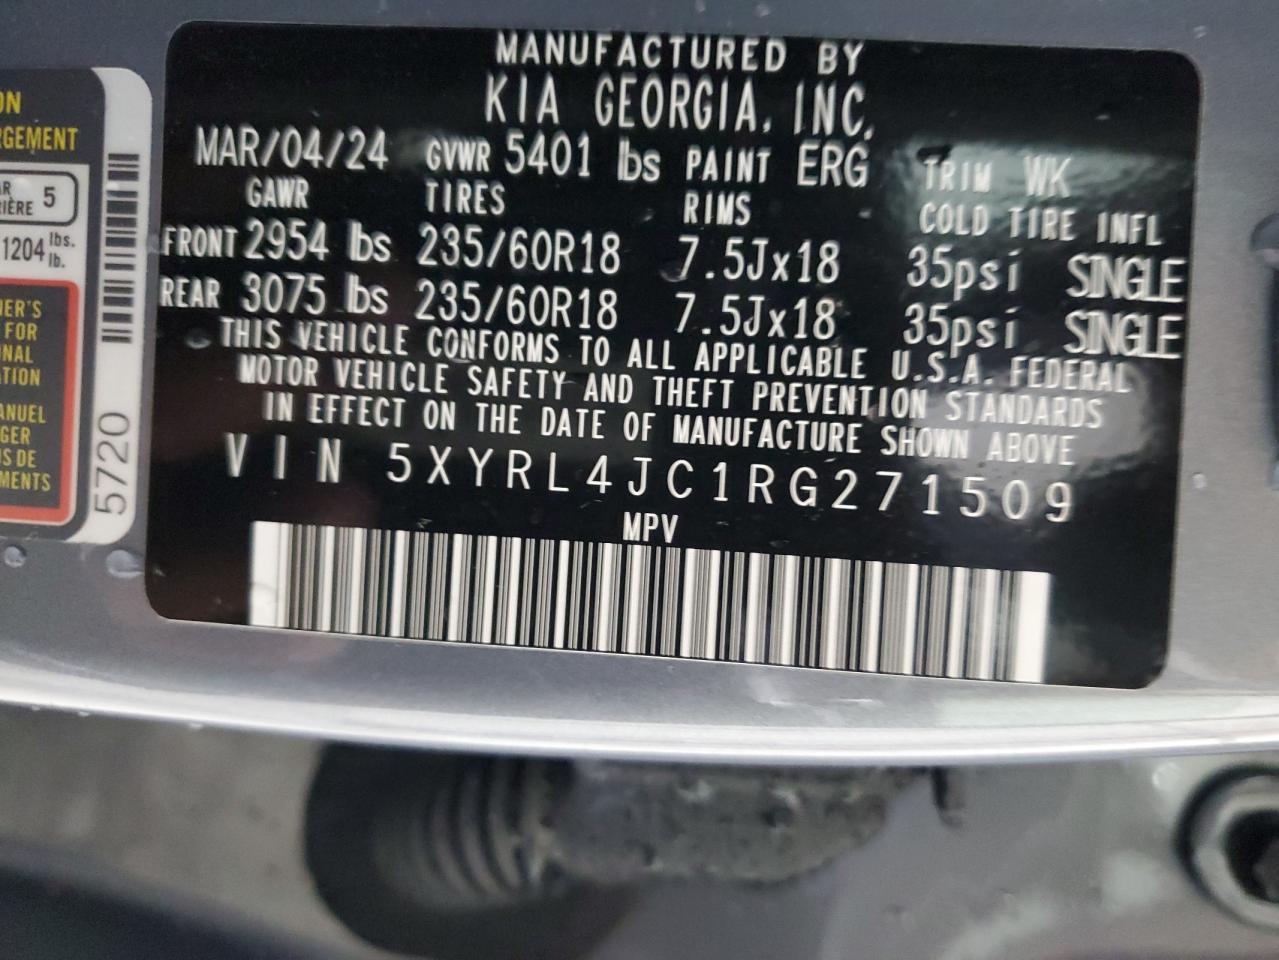 MANUFACTURED BY
KIA GEORGIA, INC.
MAR/04/24 GVWR 5401 lbs PAINT ERG TRIM WK
GAWR TIRES RIMS COLD TIRE INFL
FRONT 2954 lbs 235/60R18 7.5Jx18 35psi SINGLE
REAR 3075 lbs 235/60R18 7.5Jx18 35psi SINGLE
THIS VEHICLE CONFORMS TO ALL APPLICABLE U.S.A. FEDERAL
MOTOR VEHICLE SAFETY AND THEFT PREVENTION STANDARDS
IN EFFECT ON THE DATE OF MANUFACTURE SHOWN ABOVE
VIN 5XYRL4JC1RG271509
MPV
5
1204 lbs.
lb.
FOR
5720